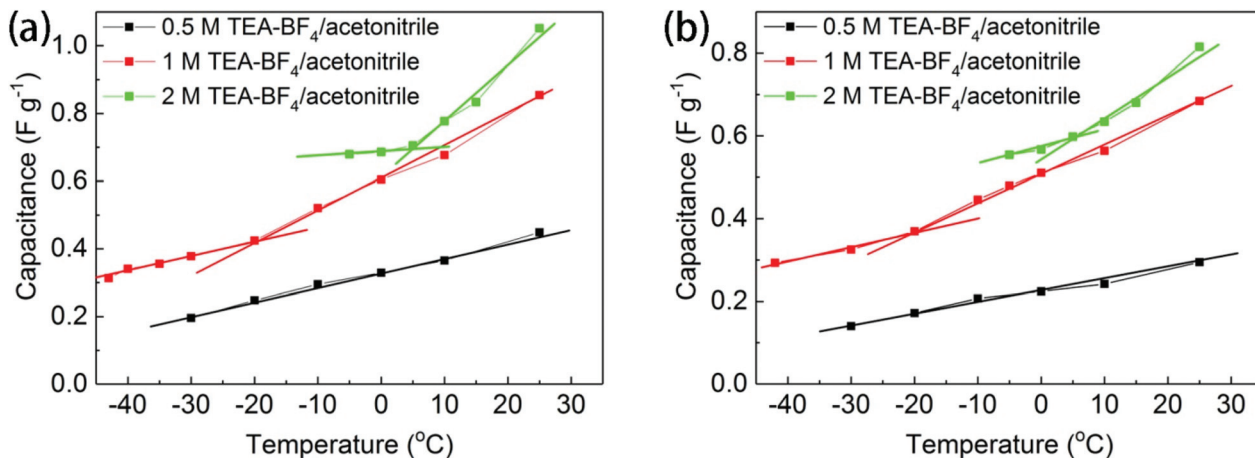 (a)
0.5 M TEA-BF₄/acetonitrile
1 M TEA-BF₄/acetonitrile
2 M TEA-BF₄/acetonitrile
Capacitance (F g⁻¹)
1.0
0.8
0.6
0.4
0.2
0.0
-40 -30 -20 -10 0 10 20 30
Temperature (°C)
(b)
0.5 M TEA-BF₄/acetonitrile
1 M TEA-BF₄/acetonitrile
2 M TEA-BF₄/acetonitrile
Capacitance (F g⁻¹)
0.8
0.6
0.4
0.2
0.0
-40 -30 -20 -10 0 10 20 30
Temperature (°C)